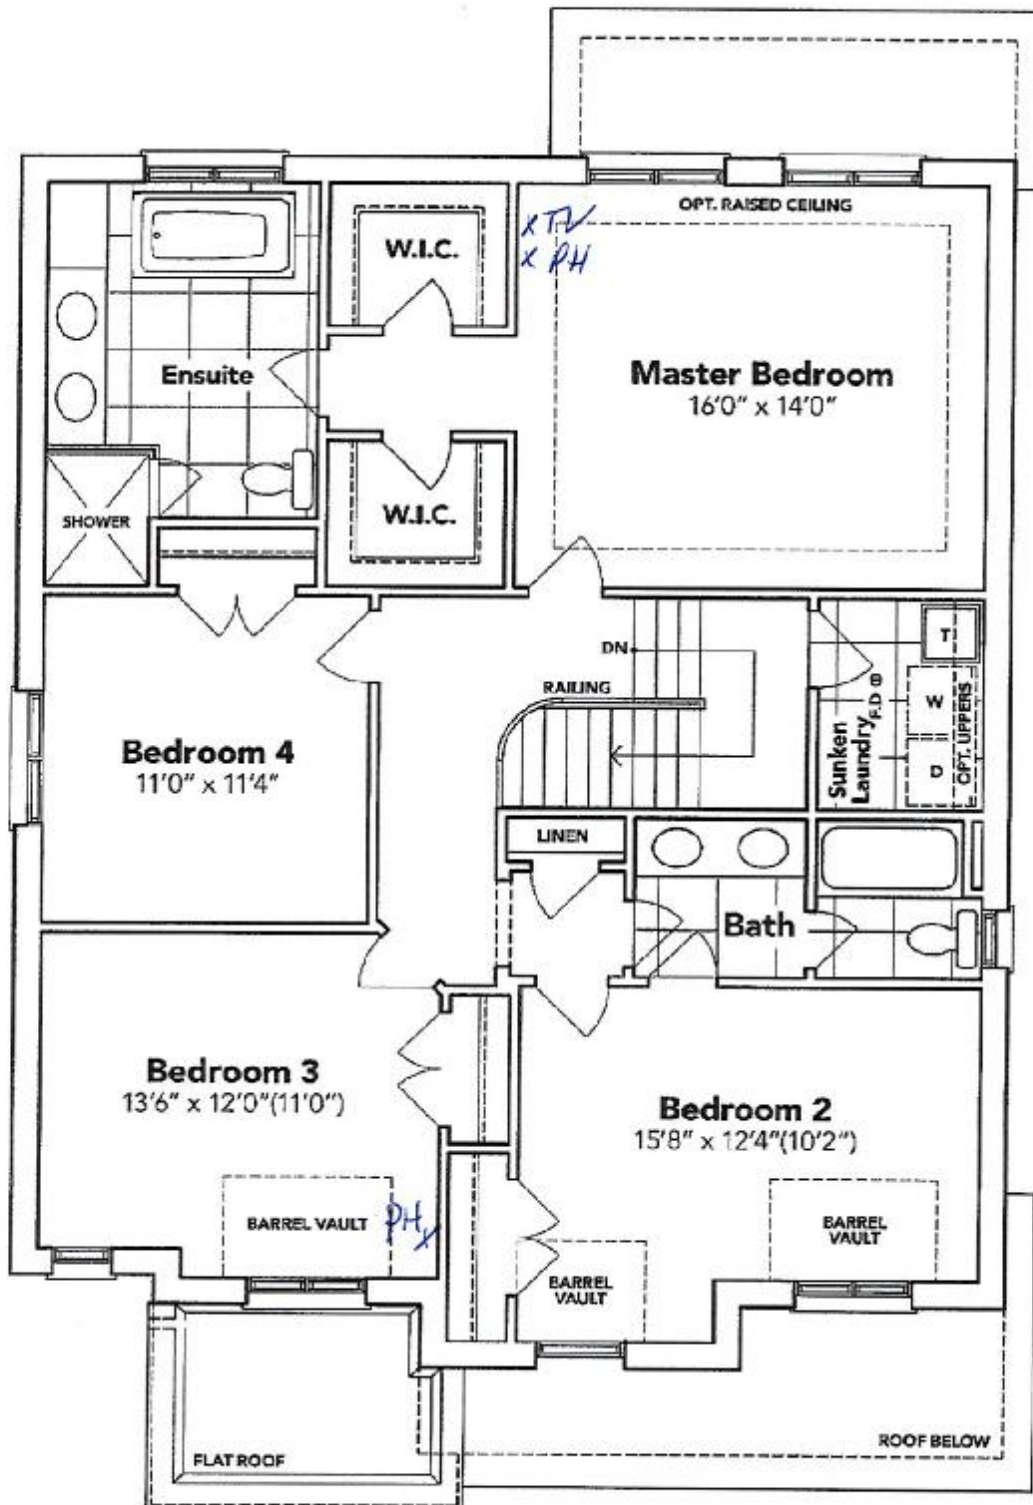 OPT. RAISED CEILING
x TV
x PH
W.I.C.
Ensuite
Master Bedroom
16'0" x 14'0"
W.I.C.
SHOWER
DN
RAILING
T
W
D
OPT. UPPERS
F.D
Sunken
Laundry
Bedroom 4
11'0" x 11'4"
LINEN
Bath
Bedroom 3
13'6" x 12'0"(11'0")
Bedroom 2
15'8" x 12'4"(10'2")
BARREL VAULT
PH x
BARREL
VAULT
BARREL
VAULT
FLAT ROOF
ROOF BELOW